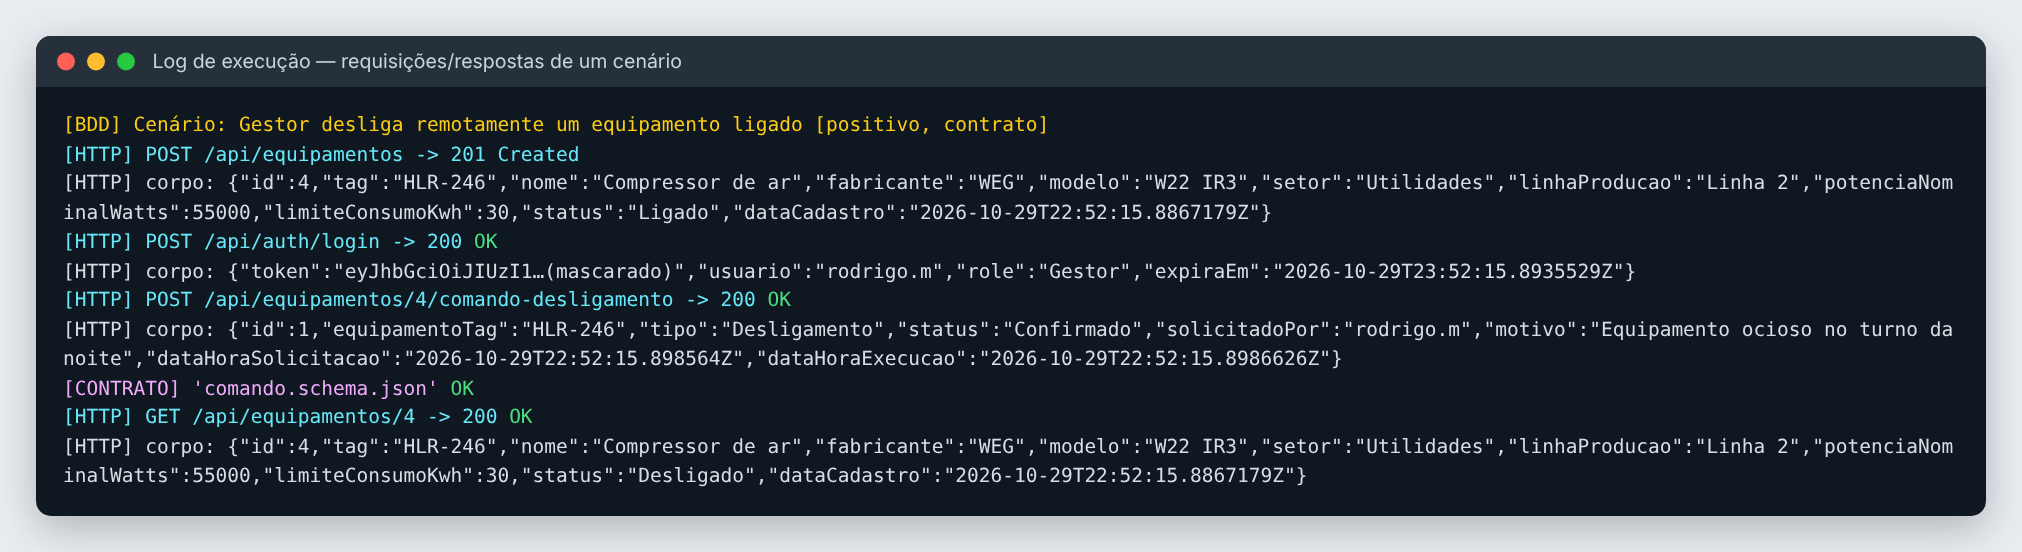 Log de execução — requisições/respostas de um cenário
[BDD] Cenário: Gestor desliga remotamente um equipamento ligado [positivo, contrato]
[HTTP] POST /api/equipamentos -> 201 Created
[HTTP] corpo: {"id":4,"tag":"HLR-246","nome":"Compressor de ar","fabricante":"WEG","modelo":"W22 IR3","setor":"Utilidades","linhaProducao":"Linha 2","potenciaNom
inalWatts":55000,"limiteConsumoKwh":30,"status":"Ligado","dataCadastro":"2026-10-29T22:52:15.8867179Z"}
[HTTP] POST /api/auth/login -> 200 OK
[HTTP] corpo: {"token":"eyJhbGciOiJIUzI1…(mascarado)","usuario":"rodrigo.m","role":"Gestor","expiraEm":"2026-10-29T23:52:15.8935529Z"}
[HTTP] POST /api/equipamentos/4/comando-desligamento -> 200 OK
[HTTP] corpo: {"id":1,"equipamentoTag":"HLR-246","tipo":"Desligamento","status":"Confirmado","solicitadoPor":"rodrigo.m","motivo":"Equipamento ocioso no turno da
noite","dataHoraSolicitacao":"2026-10-29T22:52:15.898564Z","dataHoraExecucao":"2026-10-29T22:52:15.8986626Z"}
[CONTRATO] 'comando.schema.json' OK
[HTTP] GET /api/equipamentos/4 -> 200 OK
[HTTP] corpo: {"id":4,"tag":"HLR-246","nome":"Compressor de ar","fabricante":"WEG","modelo":"W22 IR3","setor":"Utilidades","linhaProducao":"Linha 2","potenciaNom
inalWatts":55000,"limiteConsumoKwh":30,"status":"Desligado","dataCadastro":"2026-10-29T22:52:15.8867179Z"}